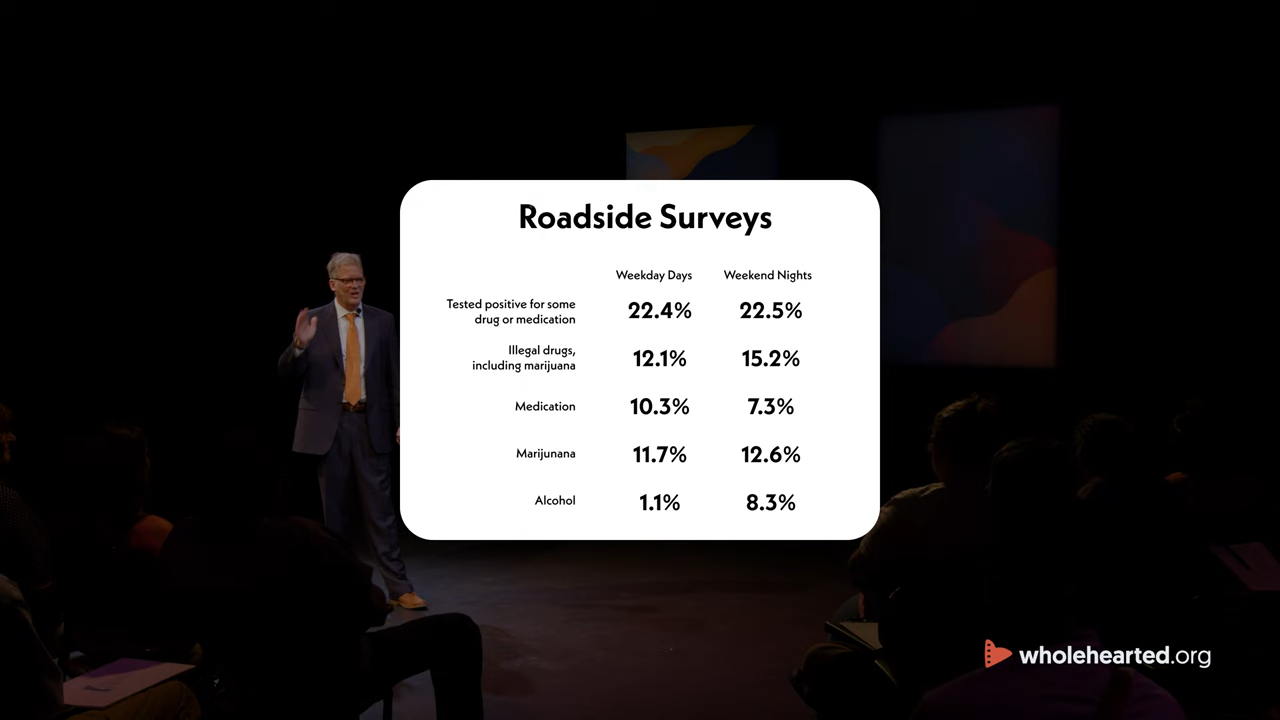 Roadside Surveys
Weekday Days Weekend Nights
Tested positive for some
drug or medication 22.4% 22.5%
Illegal drugs,
including marijuana 12.1% 15.2%
Medication 10.3% 7.3%
Marijunana 11.7% 12.6%
Alcohol 1.1% 8.3%
wholehearted.org